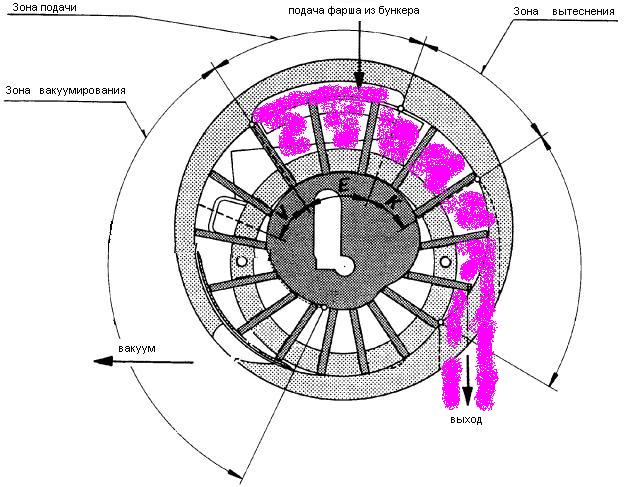 Зона подачи
подача фарша из бункера
Зона вытеснения
Зона вакуумирования
V E K
вакуум
выход